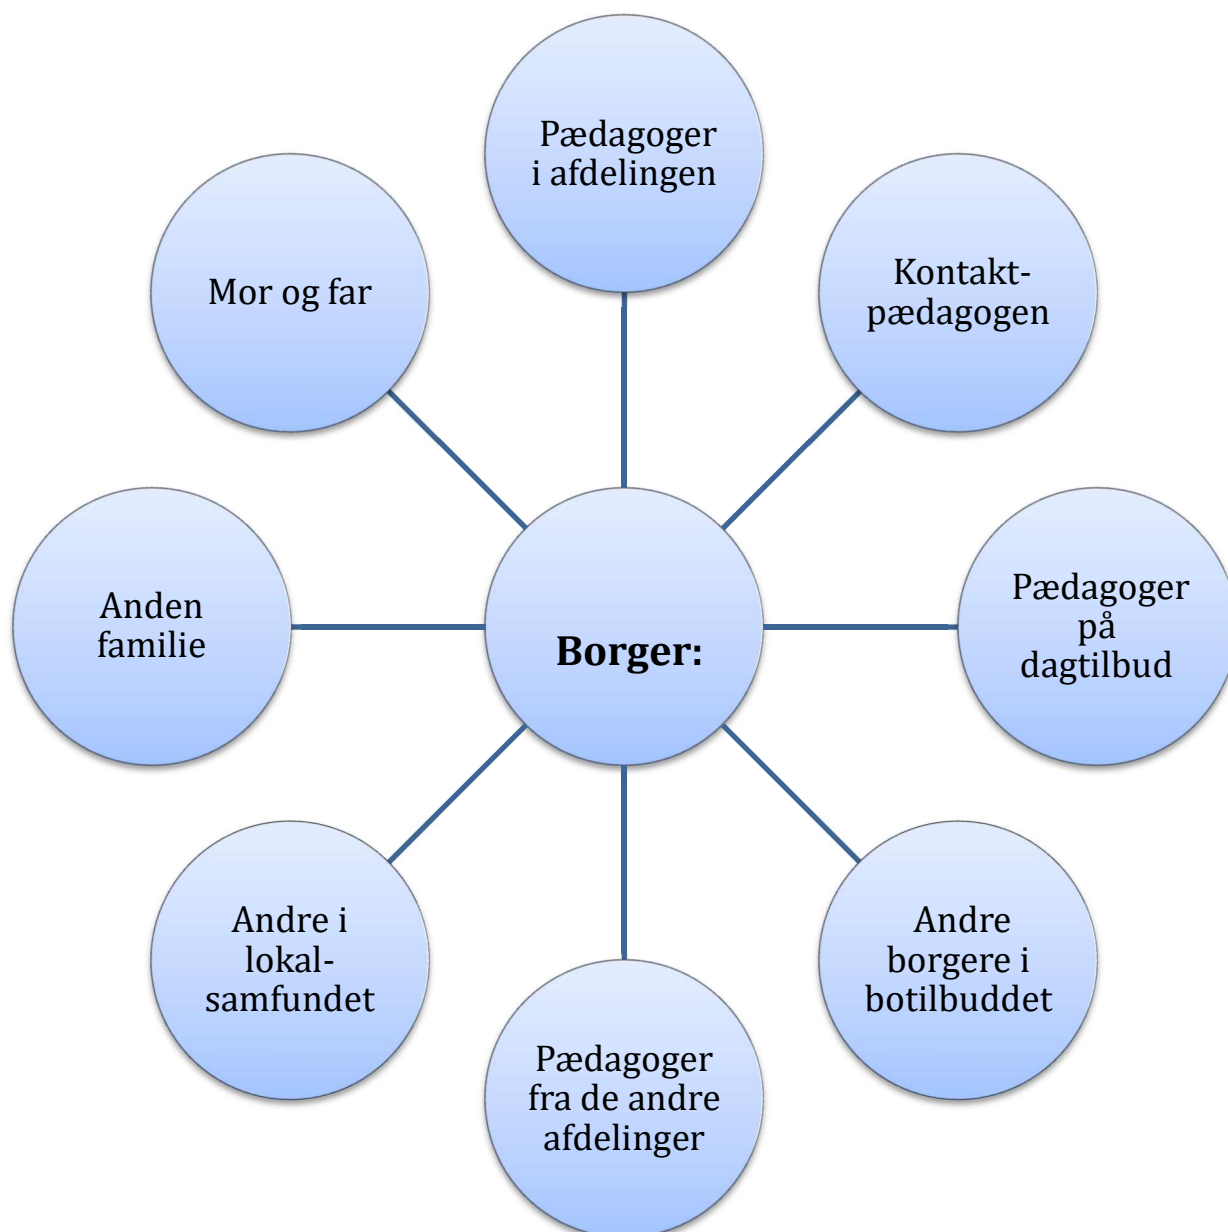 Pædagoger
i afdelingen
Kontakt-
pædagogen
Pædagoger
på
dagtilbud
Andre
borgere i
botilbuddet
Pædagoger
fra de andre
afdelinger
Andre i
lokal-
samfundet
Anden
familie
Mor og far
Borger: